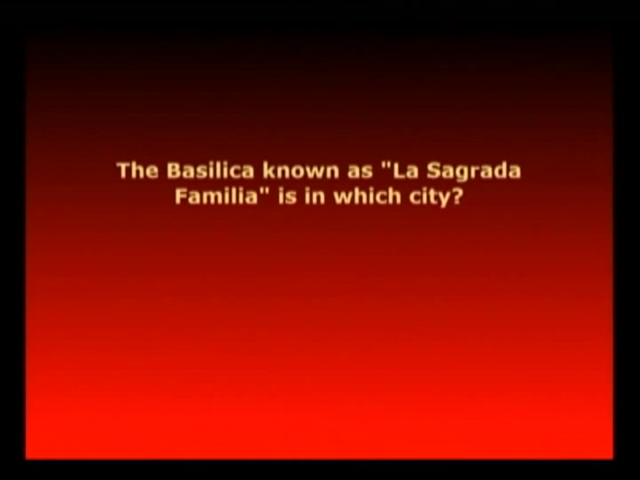 The Basilica known as "La Sagrada
Familia" is in which city?